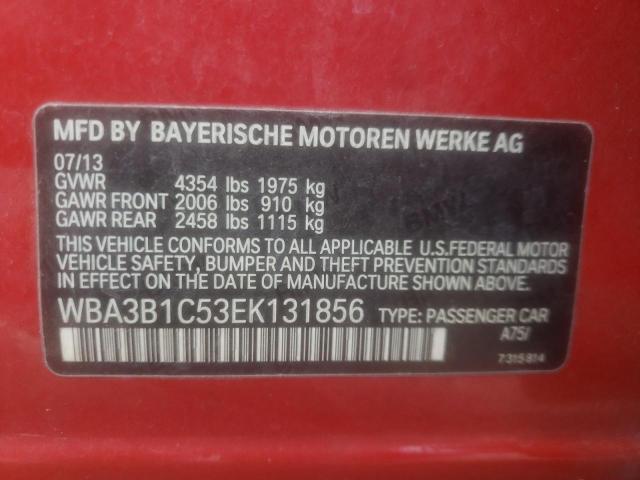 MFD BY BAYERISCHE MOTOREN WERKE AG
07/13
GVWR 4354 lbs 1975 kg
GAWR FRONT 2006 lbs 910 kg
GAWR REAR 2458 lbs 1115 kg
THIS VEHICLE CONFORMS TO ALL APPLICABLE U.S.FEDERAL MOTOR
VEHICLE SAFETY, BUMPER AND THEFT PREVENTION STANDARDS
IN EFFECT ON THE DATE OF MANUFACTURE SHOWN ABOVE.
WBA3B1C53EK131856 TYPE: PASSENGER CAR
A75/
7315814